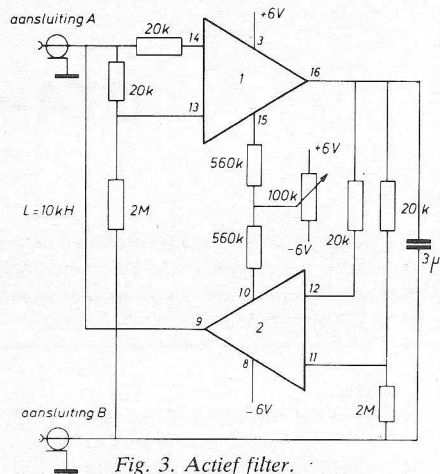 aansluiting A
20k
+6V
14
3
20k
16
1
13
15
+6V
560k
100k
L=10kH
2M
20k
20k
560k
-6V
3µ
10
12
9
2
11
8
2M
-6V
aansluiting B
Fig. 3. Actief filter.